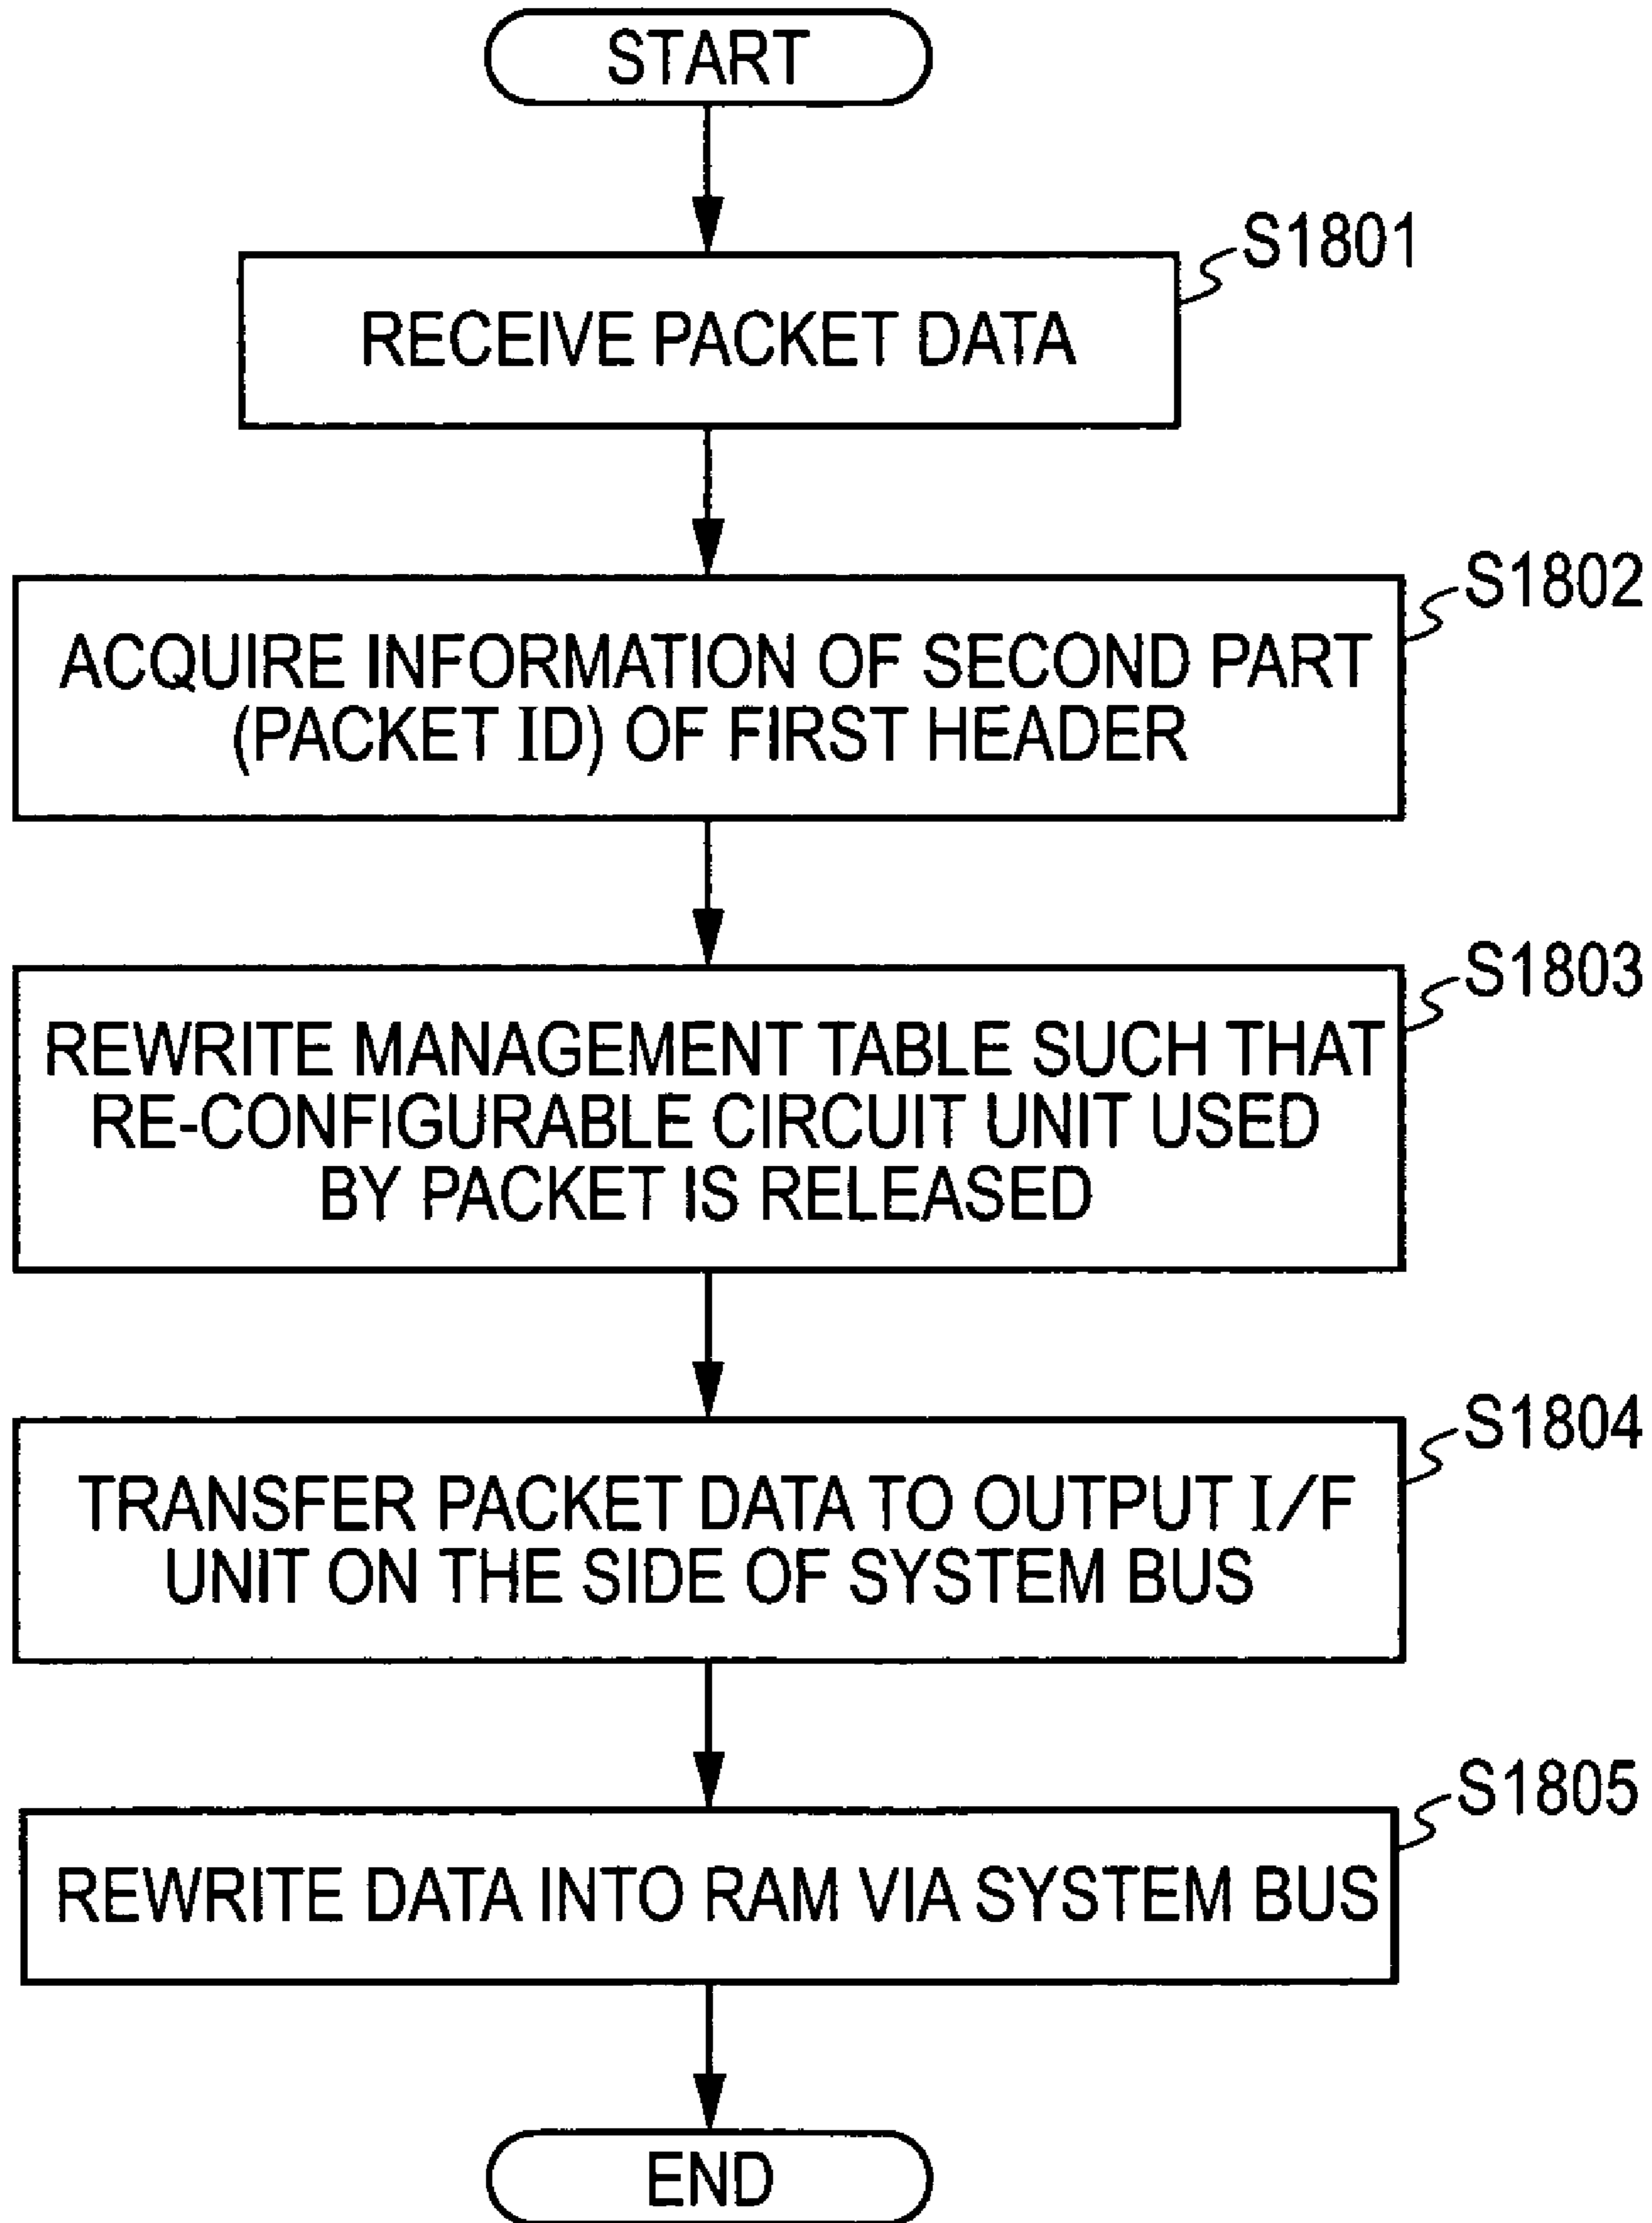 START
S1801
RECEIVE PACKET DATA
S1802
ACQUIRE INFORMATION OF SECOND PART
(PACKET ID) OF FIRST HEADER
S1803
REWRITE MANAGEMENT TABLE SUCH THAT
RE-CONFIGURABLE CIRCUIT UNIT USED
BY PACKET IS RELEASED
S1804
TRANSFER PACKET DATA TO OUTPUT I/F
UNIT ON THE SIDE OF SYSTEM BUS
S1805
REWRITE DATA INTO RAM VIA SYSTEM BUS
END